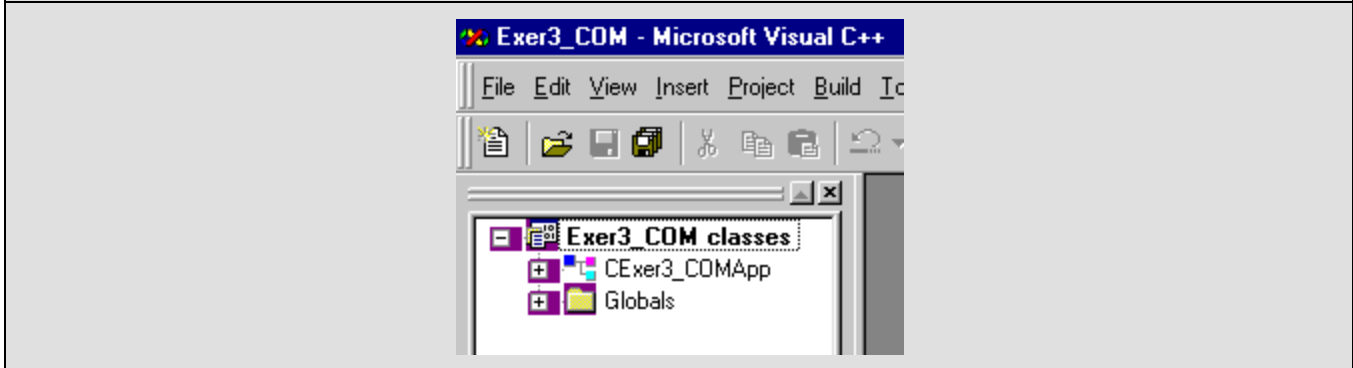 Exer3_COM - Microsoft Visual C++
File Edit View Insert Project Build
Exer3_COM classes
CExer3_COMApp
Globals